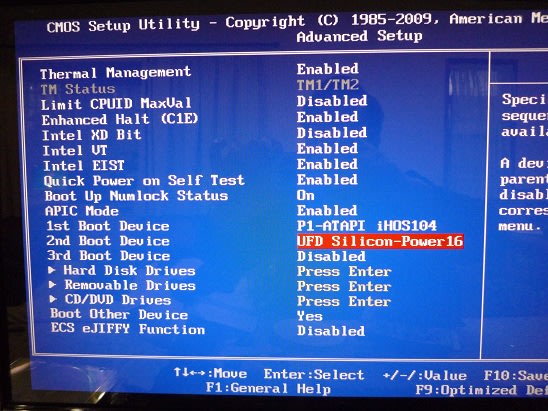 CMOS Setup Utility - Copyright (C) 1985-2009, American
Advanced Setup
Thermal Management Enabled
TM Status TM1/TM2
Limit CPUID MaxVal Disabled
Enhanced Halt (C1E) Enabled
Intel XD Bit Disabled
Intel VT Enabled
Intel EIST Enabled
Quick Power on Self Test Enabled
Boot Up Numlock Status On
APIC Mode Enabled
1st Boot Device P1-ATAPI iHOS104
2nd Boot Device UFD Silicon-Power16
3rd Boot Device Disabled
▶ Hard Disk Drives Press Enter
▶ Removable Drives Press Enter
▶ CD/DVD Drives Press Enter
Boot Other Device Yes
ECS eJIFFY Function Disabled
Speci
seque
avail
A dev
parent
disab
corres
menu.
↑↓←→:Move Enter:Select +/-/:Value F10:Save
F1:General Help F9:Optimized De